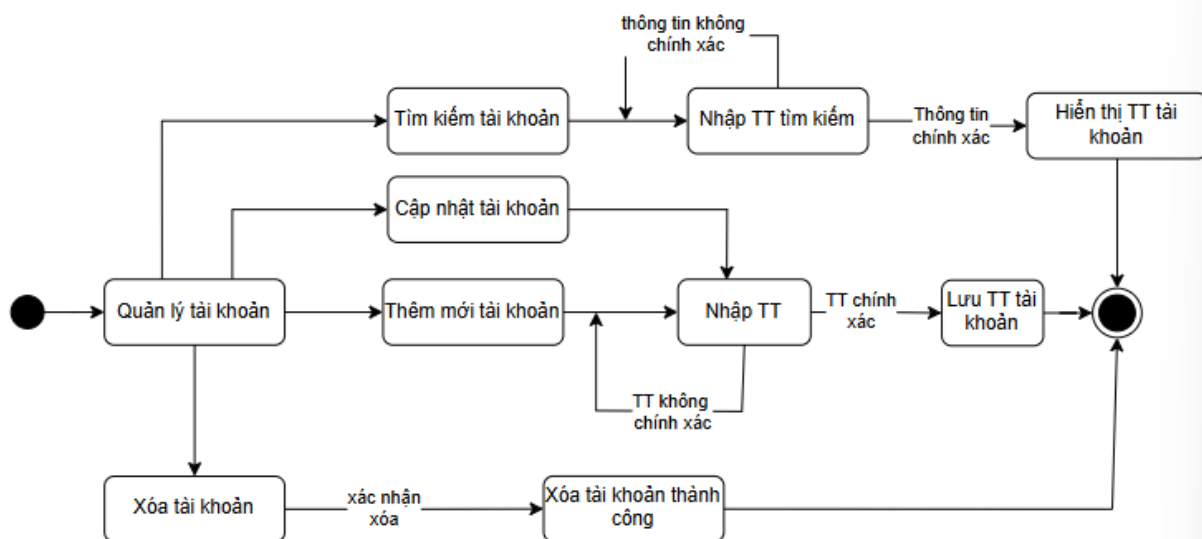 thông tin không
chính xác
Tìm kiếm tài khoản
Nhập TT tìm kiếm
Thông tin
chính xác
Hiển thị TT tài
khoản
Cập nhật tài khoản
Quản lý tài khoản
Thêm mới tài khoản
Nhập TT
TT chính
xác
Lưu TT tài
khoản
TT không
chính xác
Xóa tài khoản
xác nhận
xóa
Xóa tài khoản thành
công